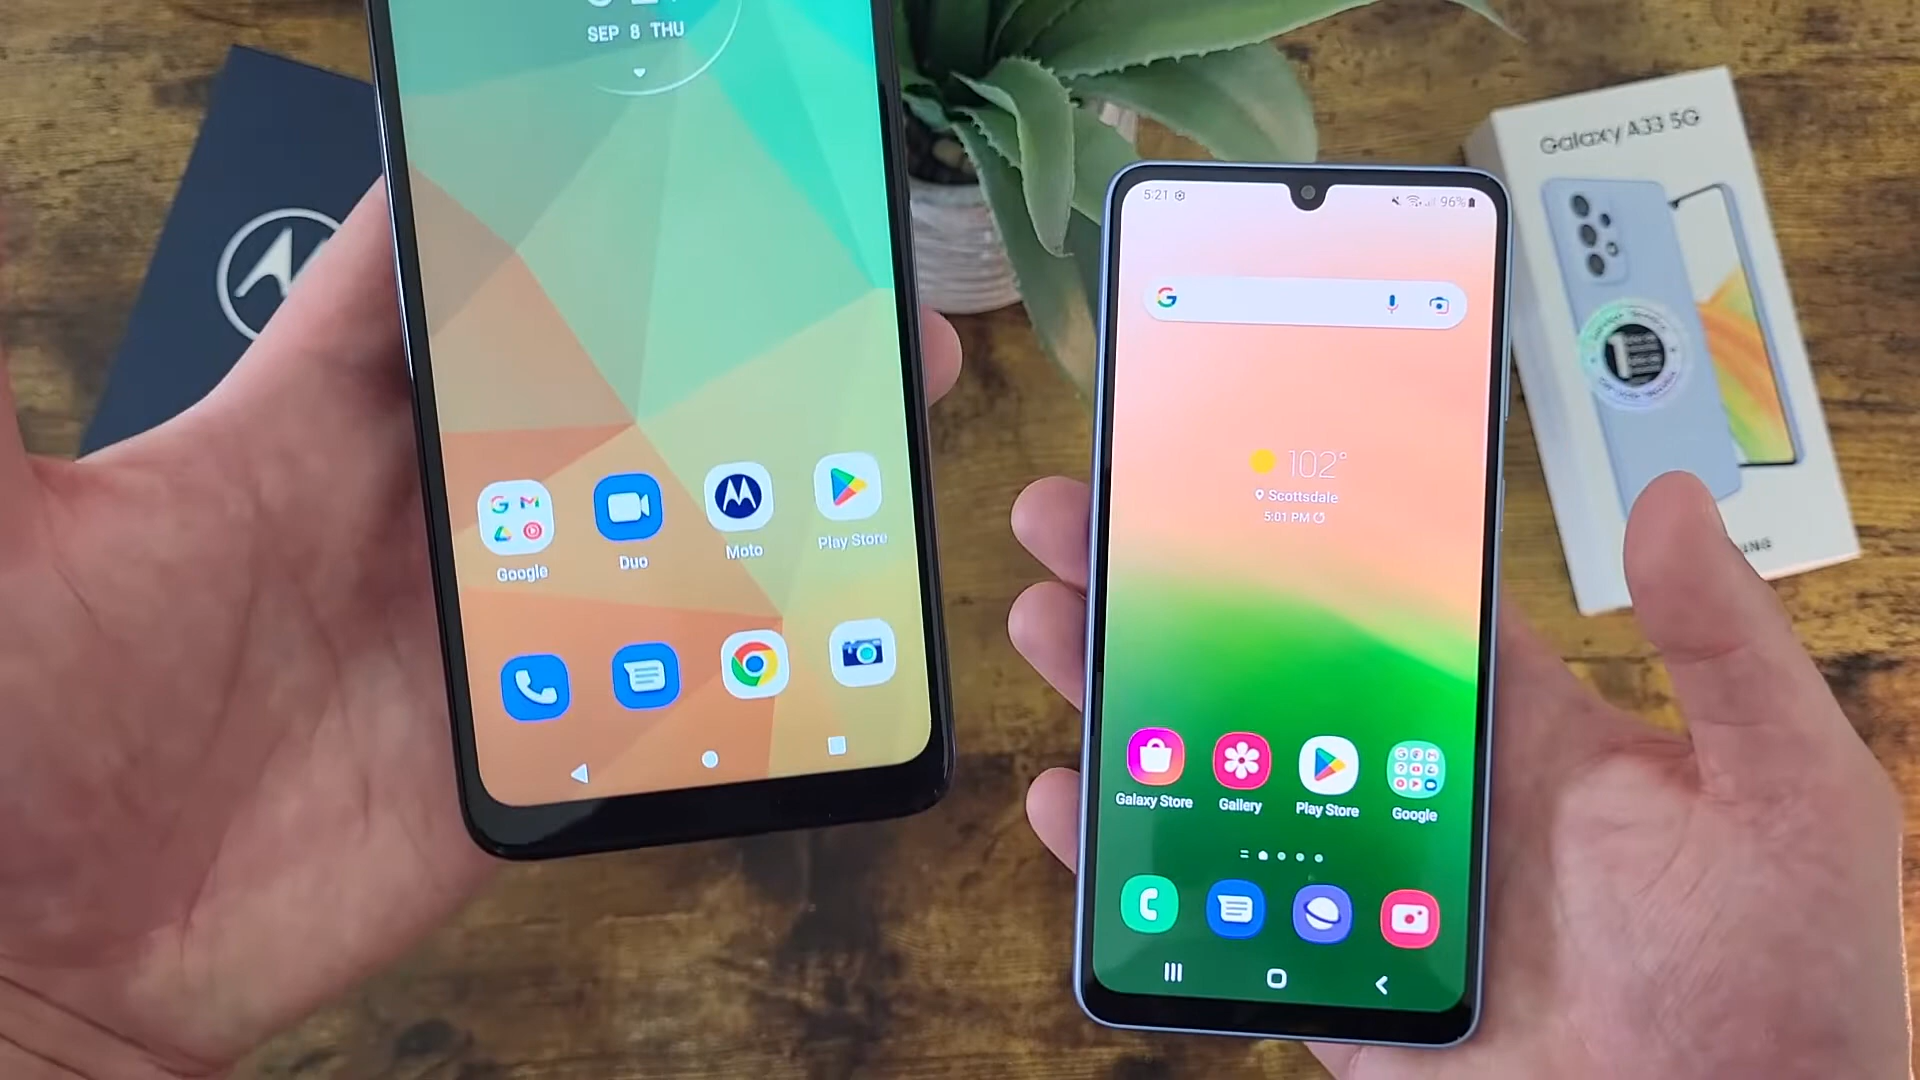 SEP 8 THU
Google
Duo
Moto
Play Store
Galaxy A33 5G
5:21
96%
102°
Scottsdale
5:01 PM
Galaxy Store
Gallery
Play Store
Google